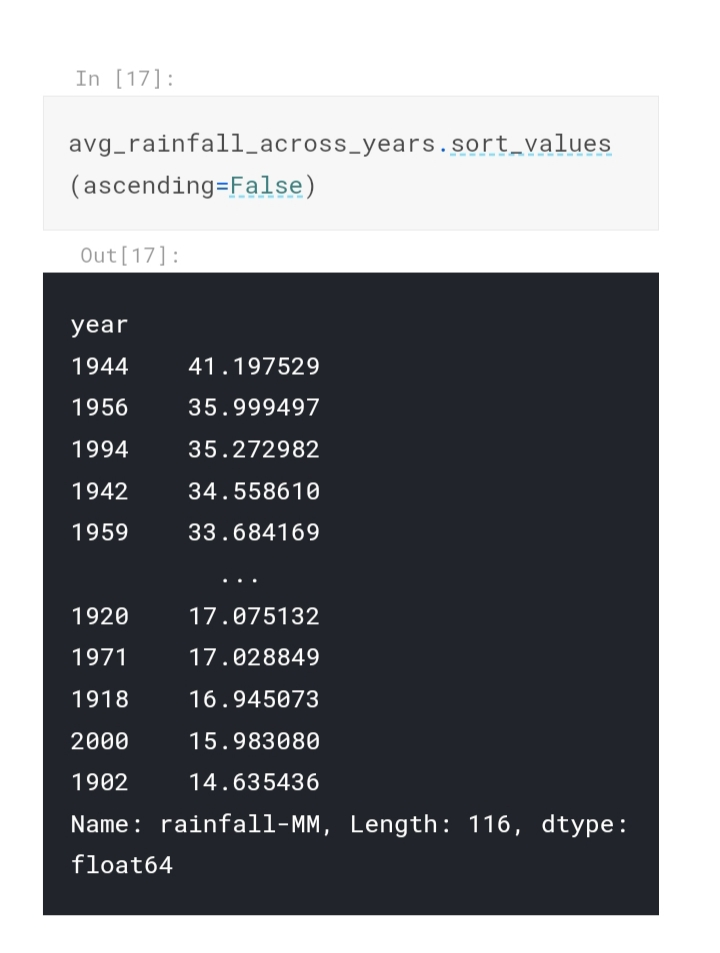 In [17]:
avg_rainfall_across_years.sort_values
(ascending=False)
Out[17]:
year
1944    41.197529
1956    35.999497
1994    35.272982
1942    34.558610
1959    33.684169
          ...
1920    17.075132
1971    17.028849
1918    16.945073
2000    15.983080
1902    14.635436
Name: rainfall-MM, Length: 116, dtype:
float64